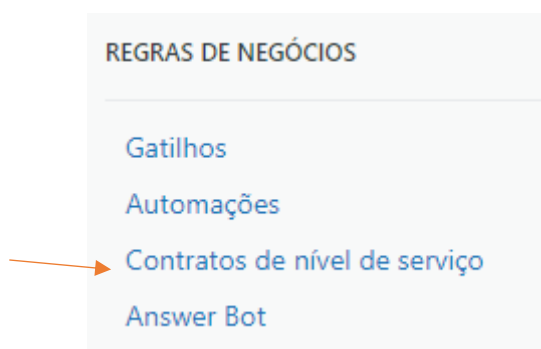 REGRAS DE NEGÓCIOS
Gatilhos
Automações
Contratos de nível de serviço
Answer Bot